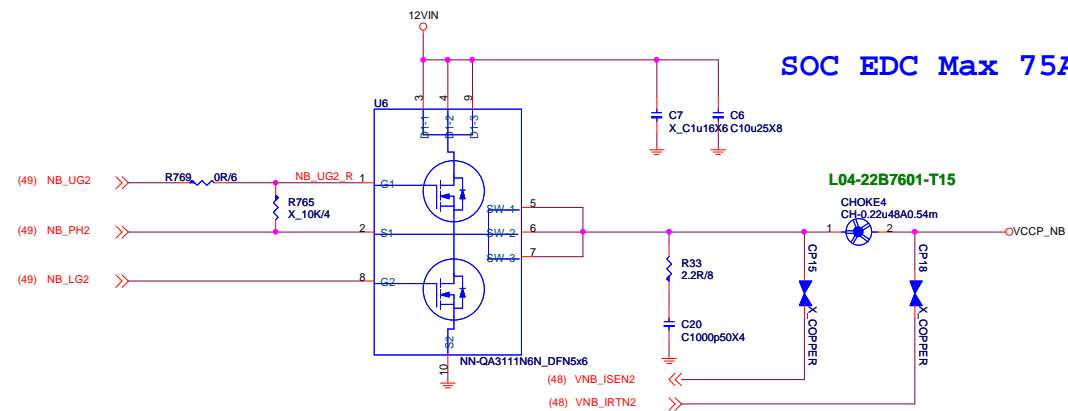 12VIN
SOC EDC Max 75A
U6
3
4
9
D1-1
D1-2
D1-3
C7
X_C1u16X6
C6
C10u25X8
(49) NB_UG2
R769
0R/6
NB_UG2_R
1
G1
R765
X_10K/4
L04-22B7601-T15
CHOKE4
CH-0.22u48A0.54m
(49) NB_PH2
2
S1
SW-1
5
SW-2
6
SW-3
7
1
2
VCCP_NB
(49) NB_LG2
8
G2
R33
2.2R/8
CP15
X_COPPER
CP18
X_COPPER
C20
C1000p50X4
S2
10
NN-QA3111N6N_DFN5x6
(48) VNB_ISEN2
(48) VNB_IRTN2